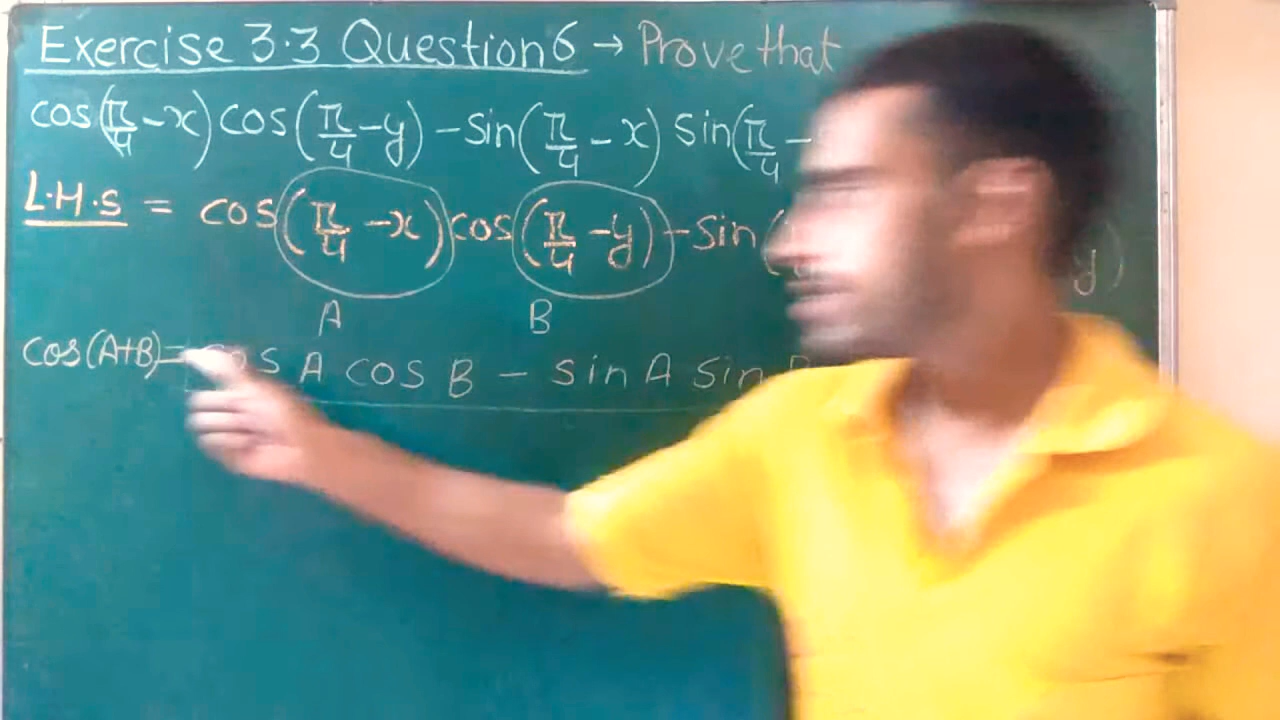 Exercise 3.3 Question 6 → Prove that
cos(π/4 - x) cos(π/4 - y) - sin(π/4 - x) sin(π/4 -
L.H.S = cos(π/4 - x) cos(π/4 - y) - sin( y)
A B
cos(A+B) = cos A cos B - sin A sin B